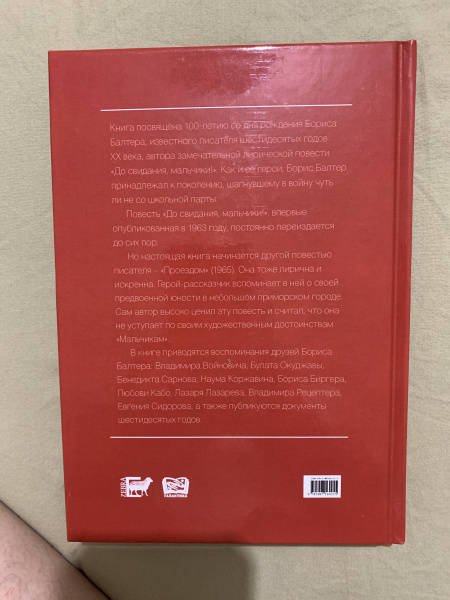 Книга посвящена 100-летию со дня рождения Бориса
Балтера, известного писателя шестидесятых годов
XX века, автора замечательной лирической повести
«До свидания, мальчики!». Как и ее герои, Борис Балтер
принадлежал к поколению, шагнувшему в войну чуть
ли не со школьной парты.
Повесть «До свидания, мальчики!», впервые
опубликованная в 1963 году, постоянно переиздается
до сих пор.
Но настоящая книга начинается другой повестью
писателя – «Проездом» (1965). Она тоже лирична и
искренна. Герой-рассказчик вспоминает в ней о своей
предвоенной юности в небольшом приморском городе.
Сам автор высоко ценил эту повесть и считал, что она
не уступает по своим художественным достоинствам
«Мальчикам».
В книге приводятся воспоминания друзей Бориса
Балтера: Владимира Войновича, Булата Окуджавы,
Бенедикта Сарнова, Наума Коржавина, Бориса Биргера,
Любови Кабо, Лазаря Лазарева, Владимира Рецептера,
Евгения Сидорова, а также публикуются документы
шестидесятых годов.
ZEBRA
ГАЛАКТИКА